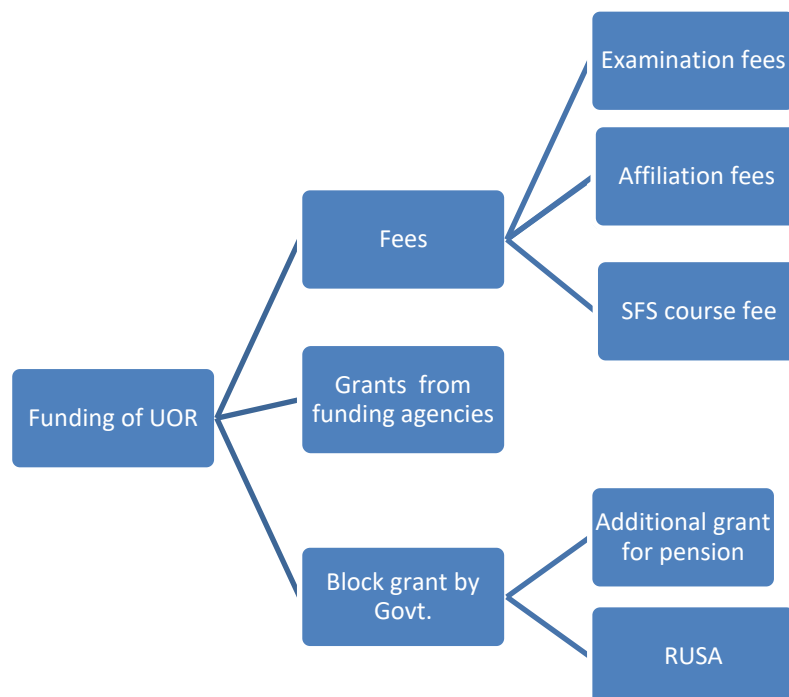 Funding of UOR
Fees
Examination fees
Affiliation fees
SFS course fee
Grants from
funding agencies
Block grant by
Govt.
Additional grant
for pension
RUSA